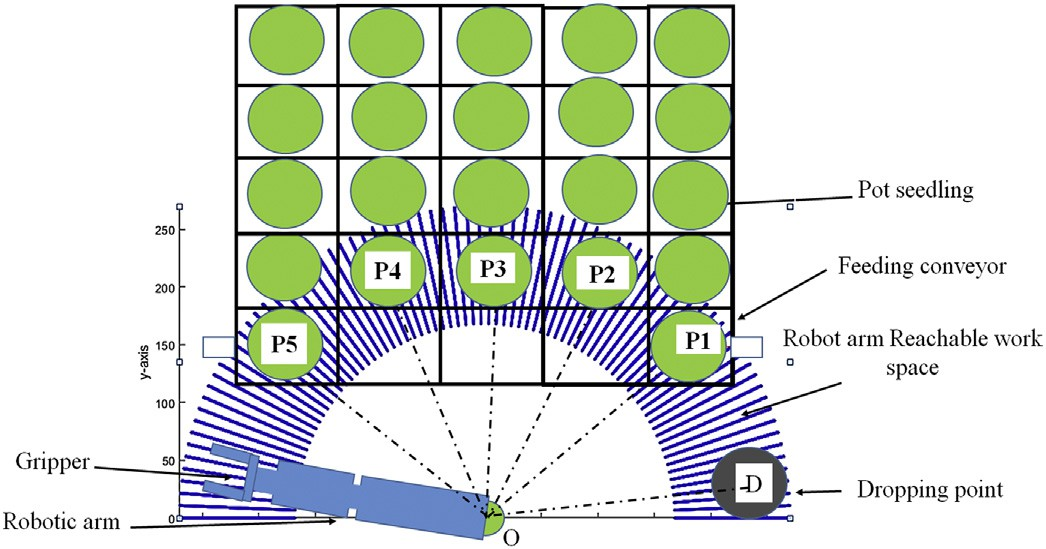 Pot seedling
250
P4
P3
P2
Feeding conveyor
200
P5
P1
Robot arm Reachable work
space
150
y-axis
100
Gripper
50
D
Dropping point
Robotic arm
0
O